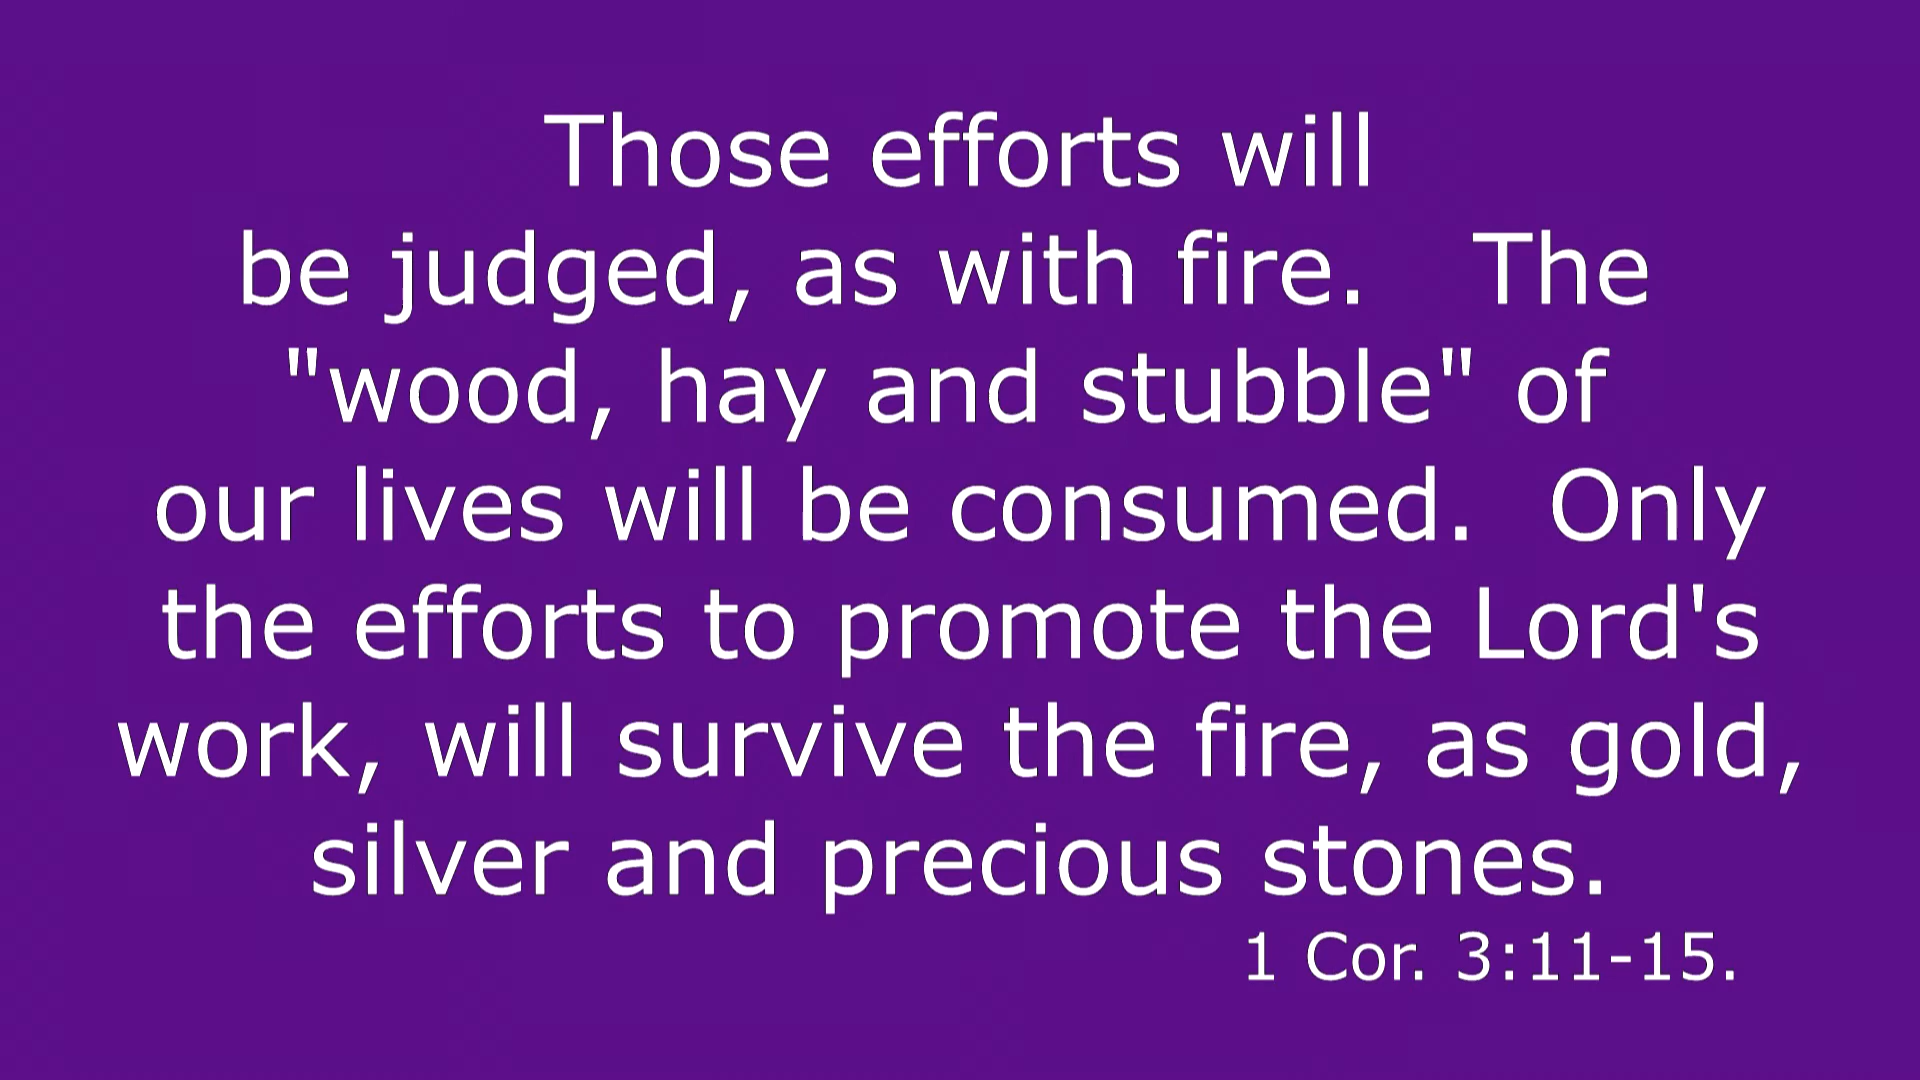 Those efforts will
be judged, as with fire.   The
"wood, hay and stubble" of
our lives will be consumed.  Only
the efforts to promote the Lord's
work, will survive the fire, as gold,
silver and precious stones.
1 Cor. 3:11-15.